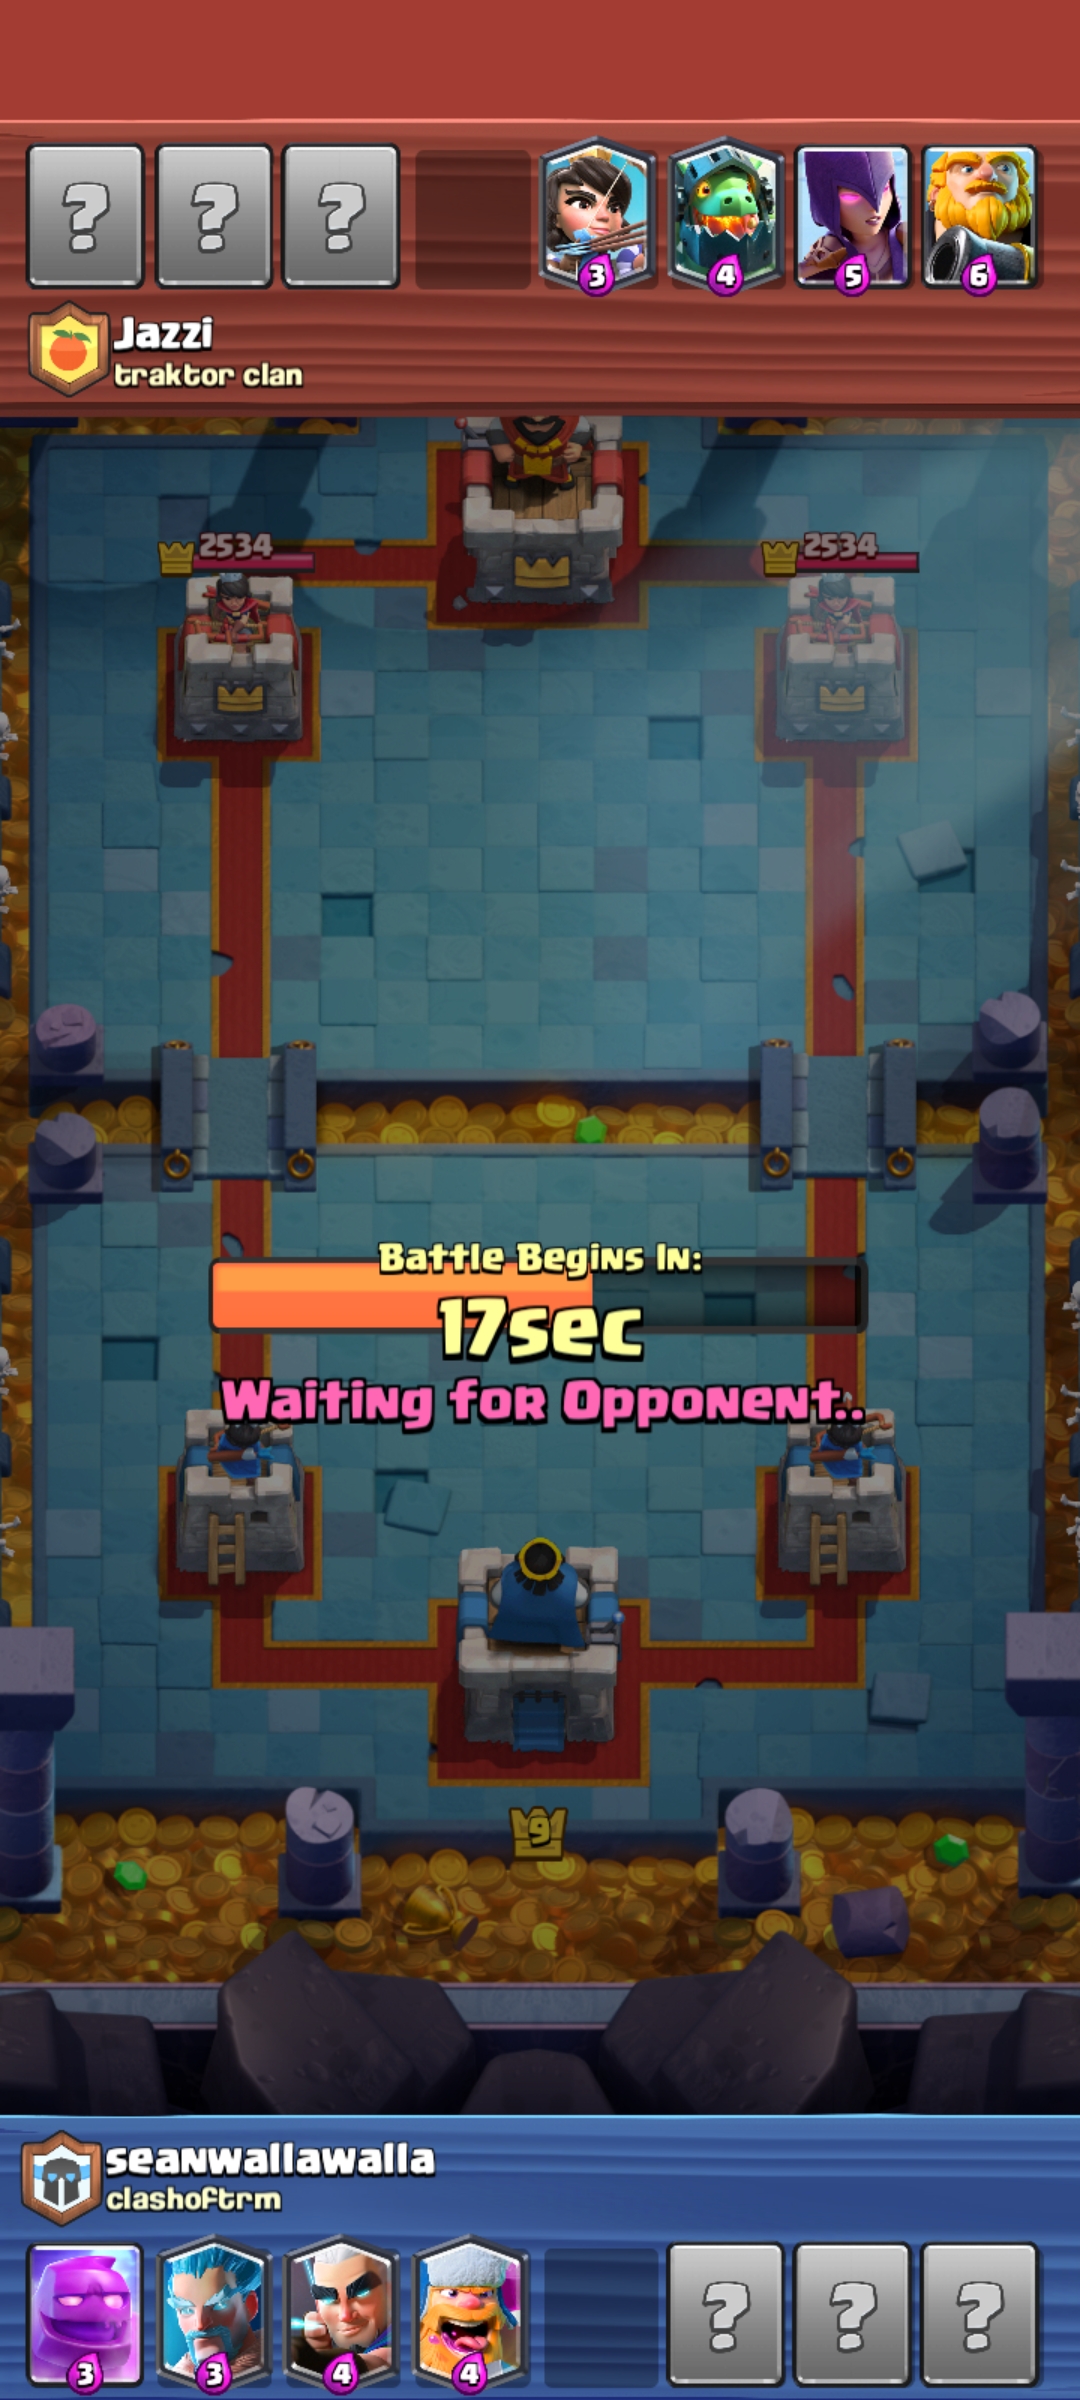 ? ? ? 3 4 5 6
Jazzi
traktor clan
2534 2534
Battle Begins In:
17sec
Waiting for Opponent..
9
seanwallawalla
clashoftrm
3 3 4 4 ? ? ?